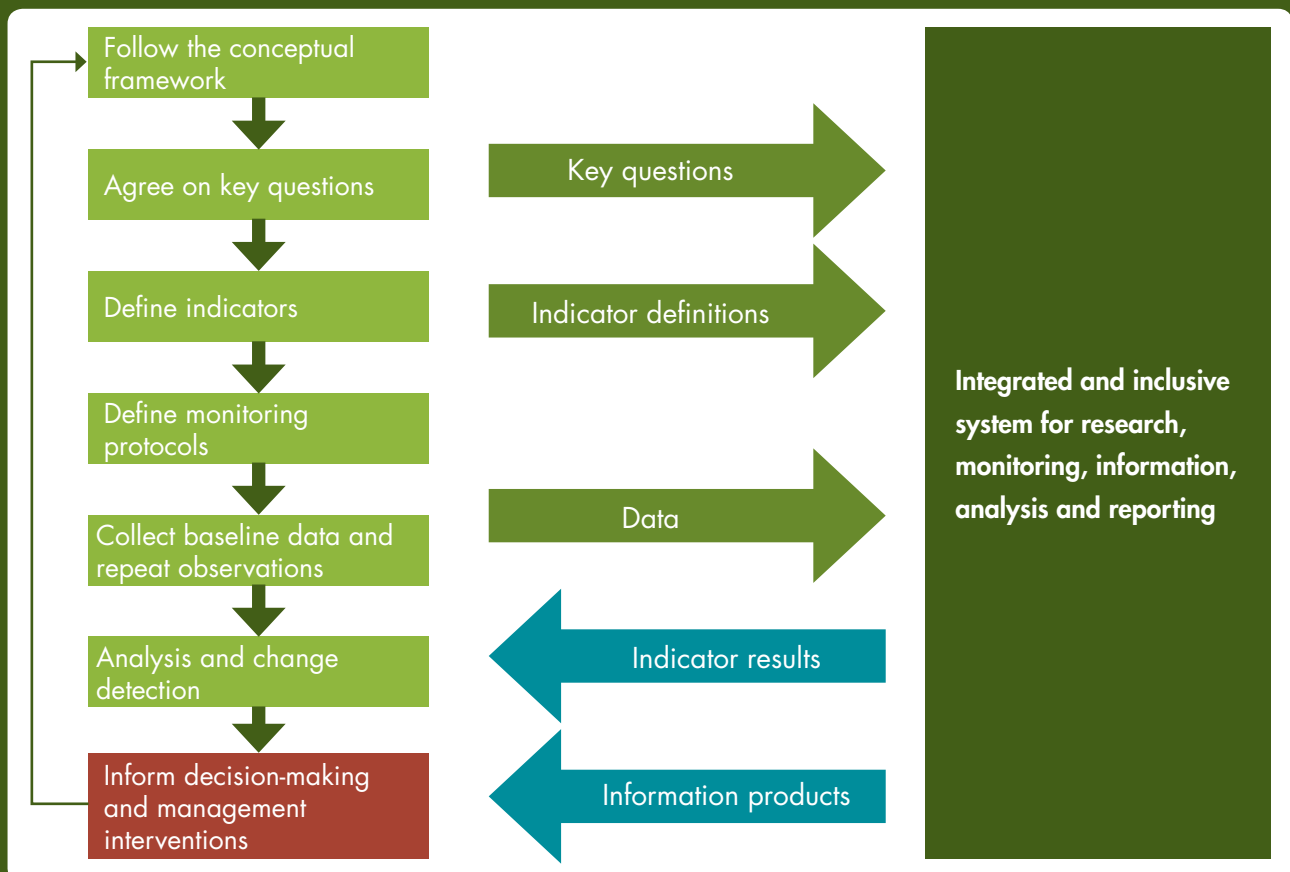 Follow the conceptual
framework
Agree on key questions
Key questions
Define indicators
Indicator definitions
Define monitoring
protocols
Collect baseline data and
repeat observations
Data
Analysis and change
detection
Indicator results
Inform decision-making
and management
interventions
Information products
Integrated and inclusive
system for research,
monitoring, information,
analysis and reporting